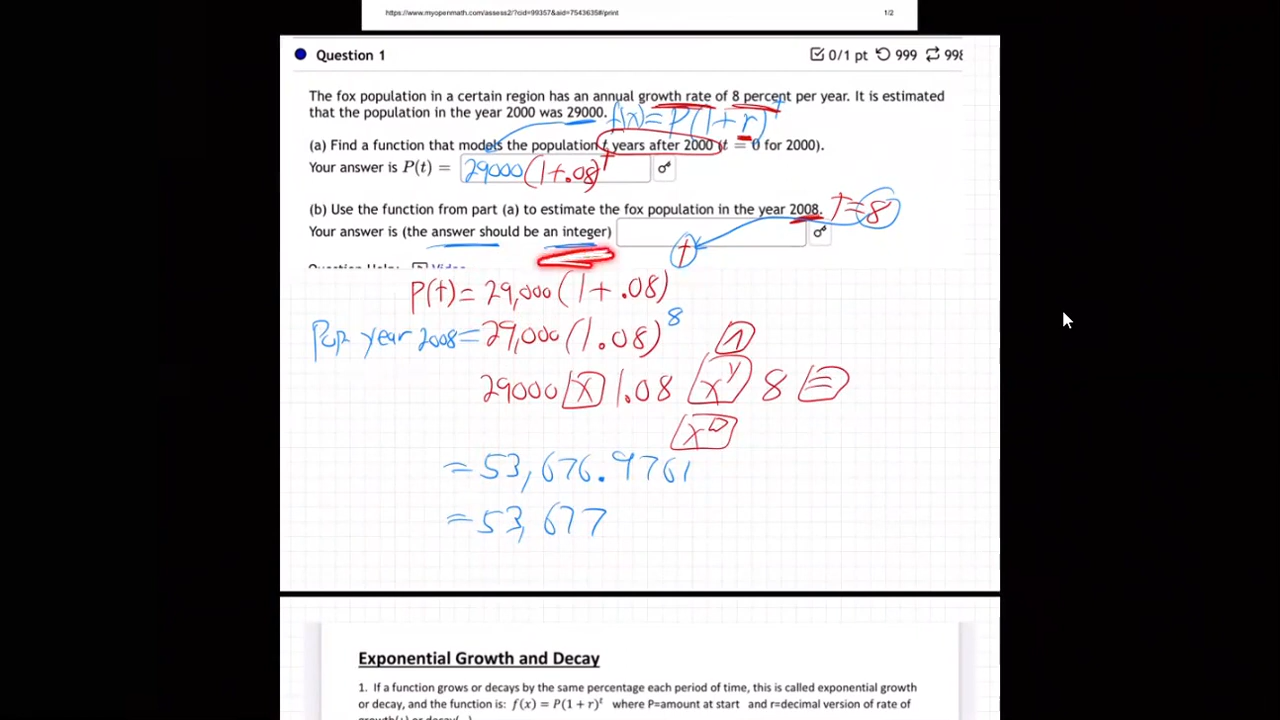 https://www.myopenmath.com/assess2/?cid=99357&aid=7543635#/print 1/2
Question 1 0/1 pt 999 998
The fox population in a certain region has an annual growth rate of 8 percent per year. It is estimated
that the population in the year 2000 was 29000. f(x)=P(1+r)^t
(a) Find a function that models the population t years after 2000 (t = 0 for 2000).
Your answer is P(t) = 29000(1+.08)^t
(b) Use the function from part (a) to estimate the fox population in the year 2008. t=8
Your answer is (the answer should be an integer)
t
Video
P(t)=29,000(1+.08)
Pop year 2008=29,000(1.08)^8
29000 x 1.08 x^y 8 =
=53,676.9761
=53,677
Exponential Growth and Decay
1. If a function grows or decays by the same percentage each period of time, this is called exponential growth
or decay, and the function is: f(x) = P(1 + r)^t where P=amount at start and r=decimal version of rate of